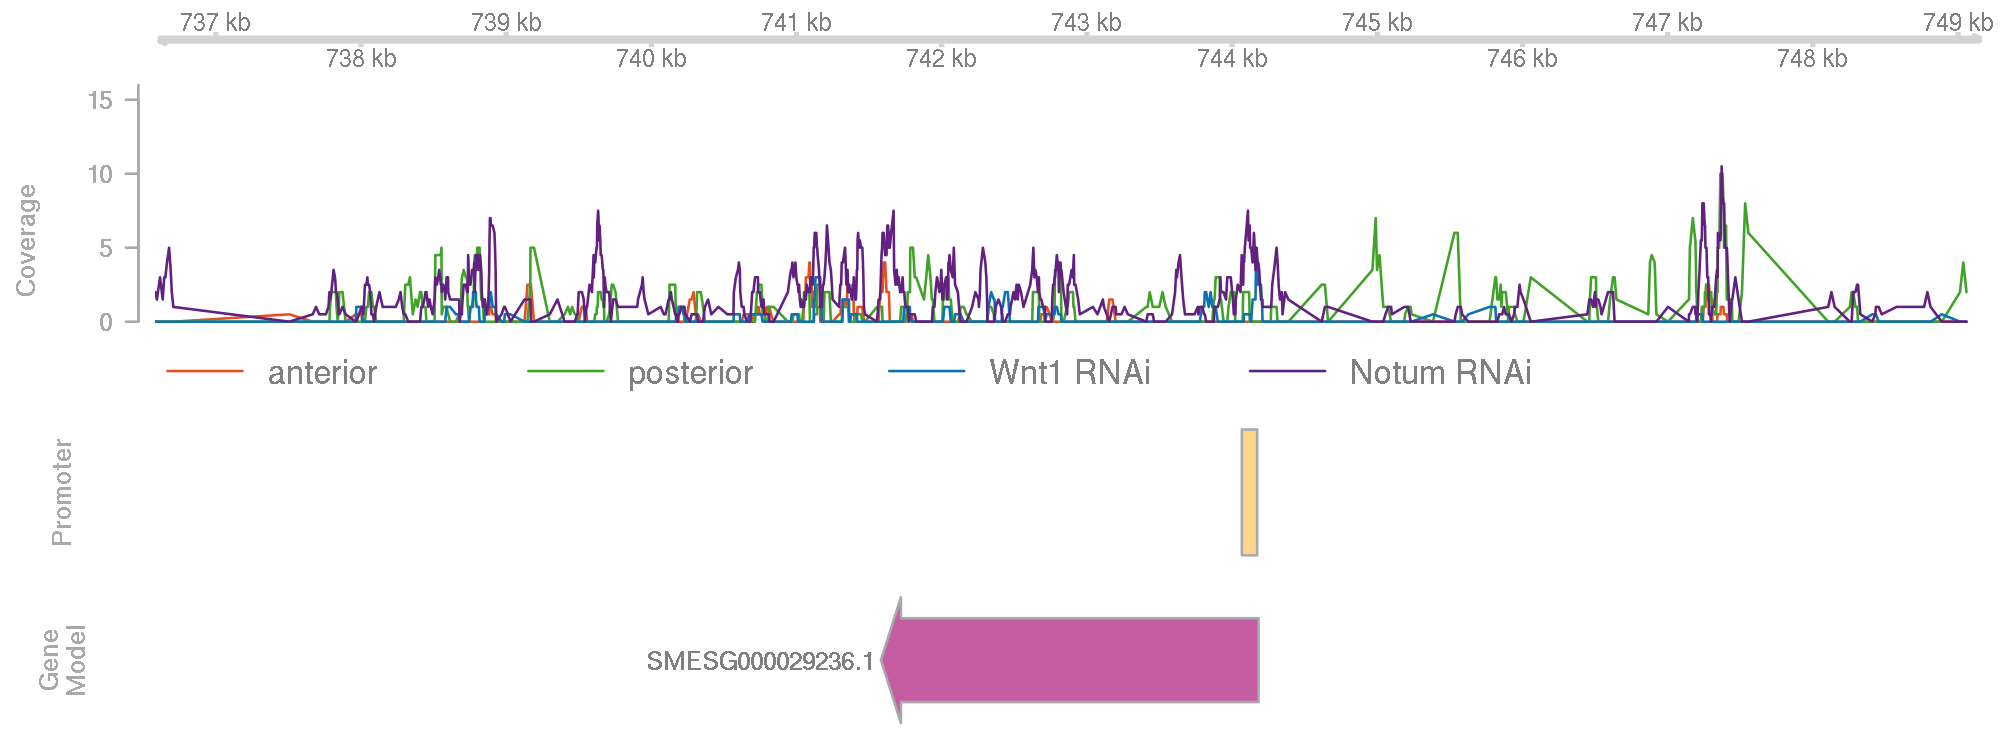 737 kb 739 kb 741 kb 743 kb 745 kb 747 kb 749 kb
738 kb 740 kb 742 kb 744 kb 746 kb 748 kb
15
10
5
0
Coverage
anterior posterior Wnt1 RNAi Notum RNAi
Promoter
Gene
Model
SMESG000029236.1